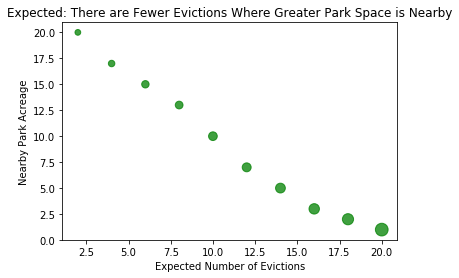 Expected: There are Fewer Evictions Where Greater Park Space is Nearby
20.0
17.5
15.0
12.5
10.0
7.5
5.0
2.5
0.0
Nearby Park Acreage
2.5 5.0 7.5 10.0 12.5 15.0 17.5 20.0
Expected Number of Evictions